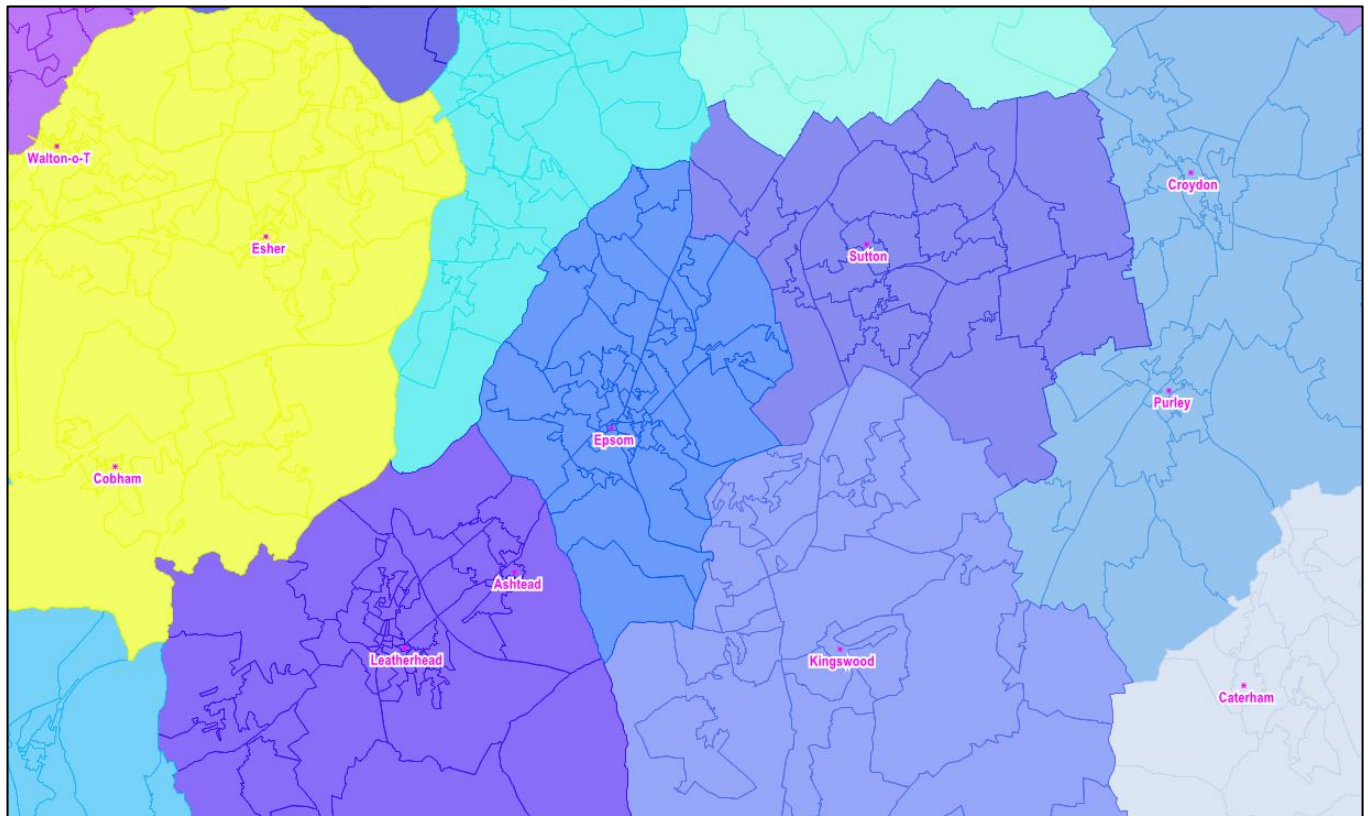 Walton-o-T
Croydon
Esher
Sutton
Purley
Epsom
Cobham
Ashtead
Leatherhead
Kingswood
Caterham